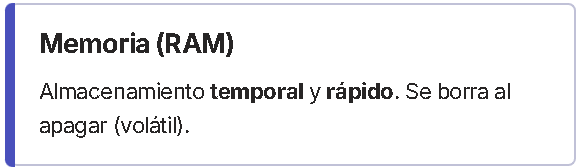 Memoria (RAM)
Almacenamiento temporal y rápido. Se borra al
apagar (volátil).